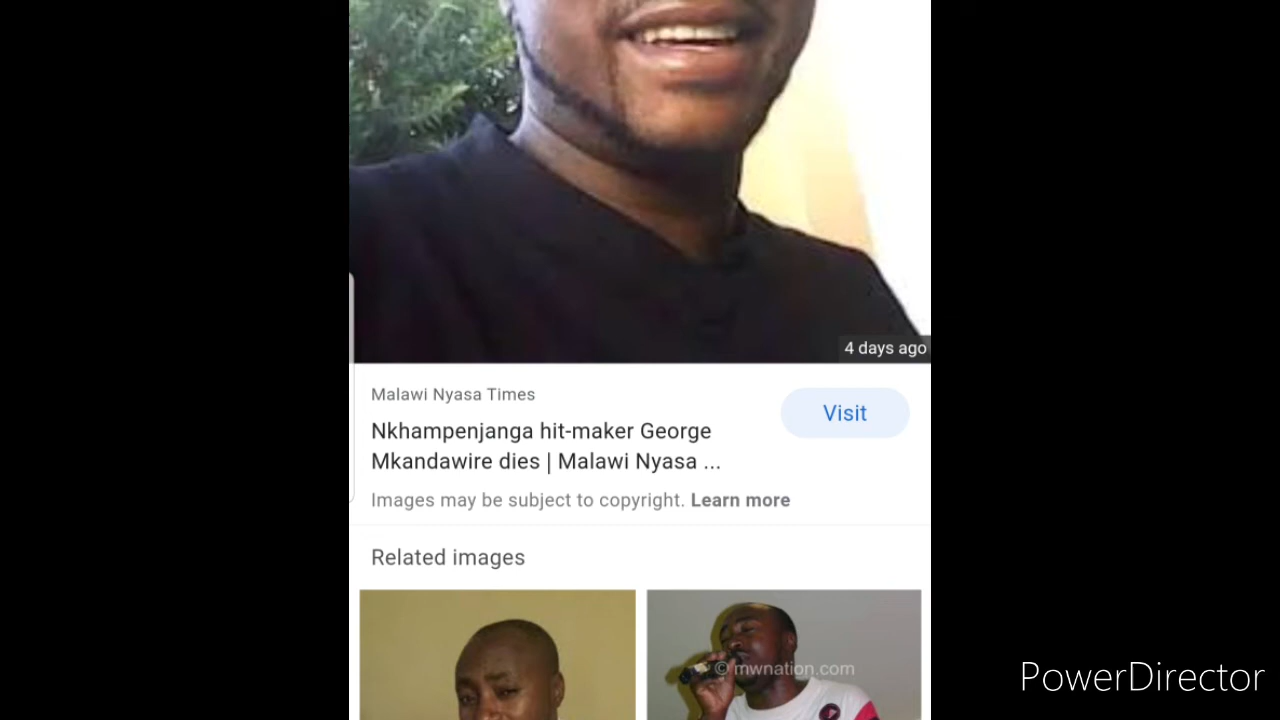 4 days ago
Malawi Nyasa Times
Visit
Nkhampenjanga hit-maker George
Mkandawire dies | Malawi Nyasa ...
Images may be subject to copyright. Learn more
Related images
© mwnation.com
PowerDirector